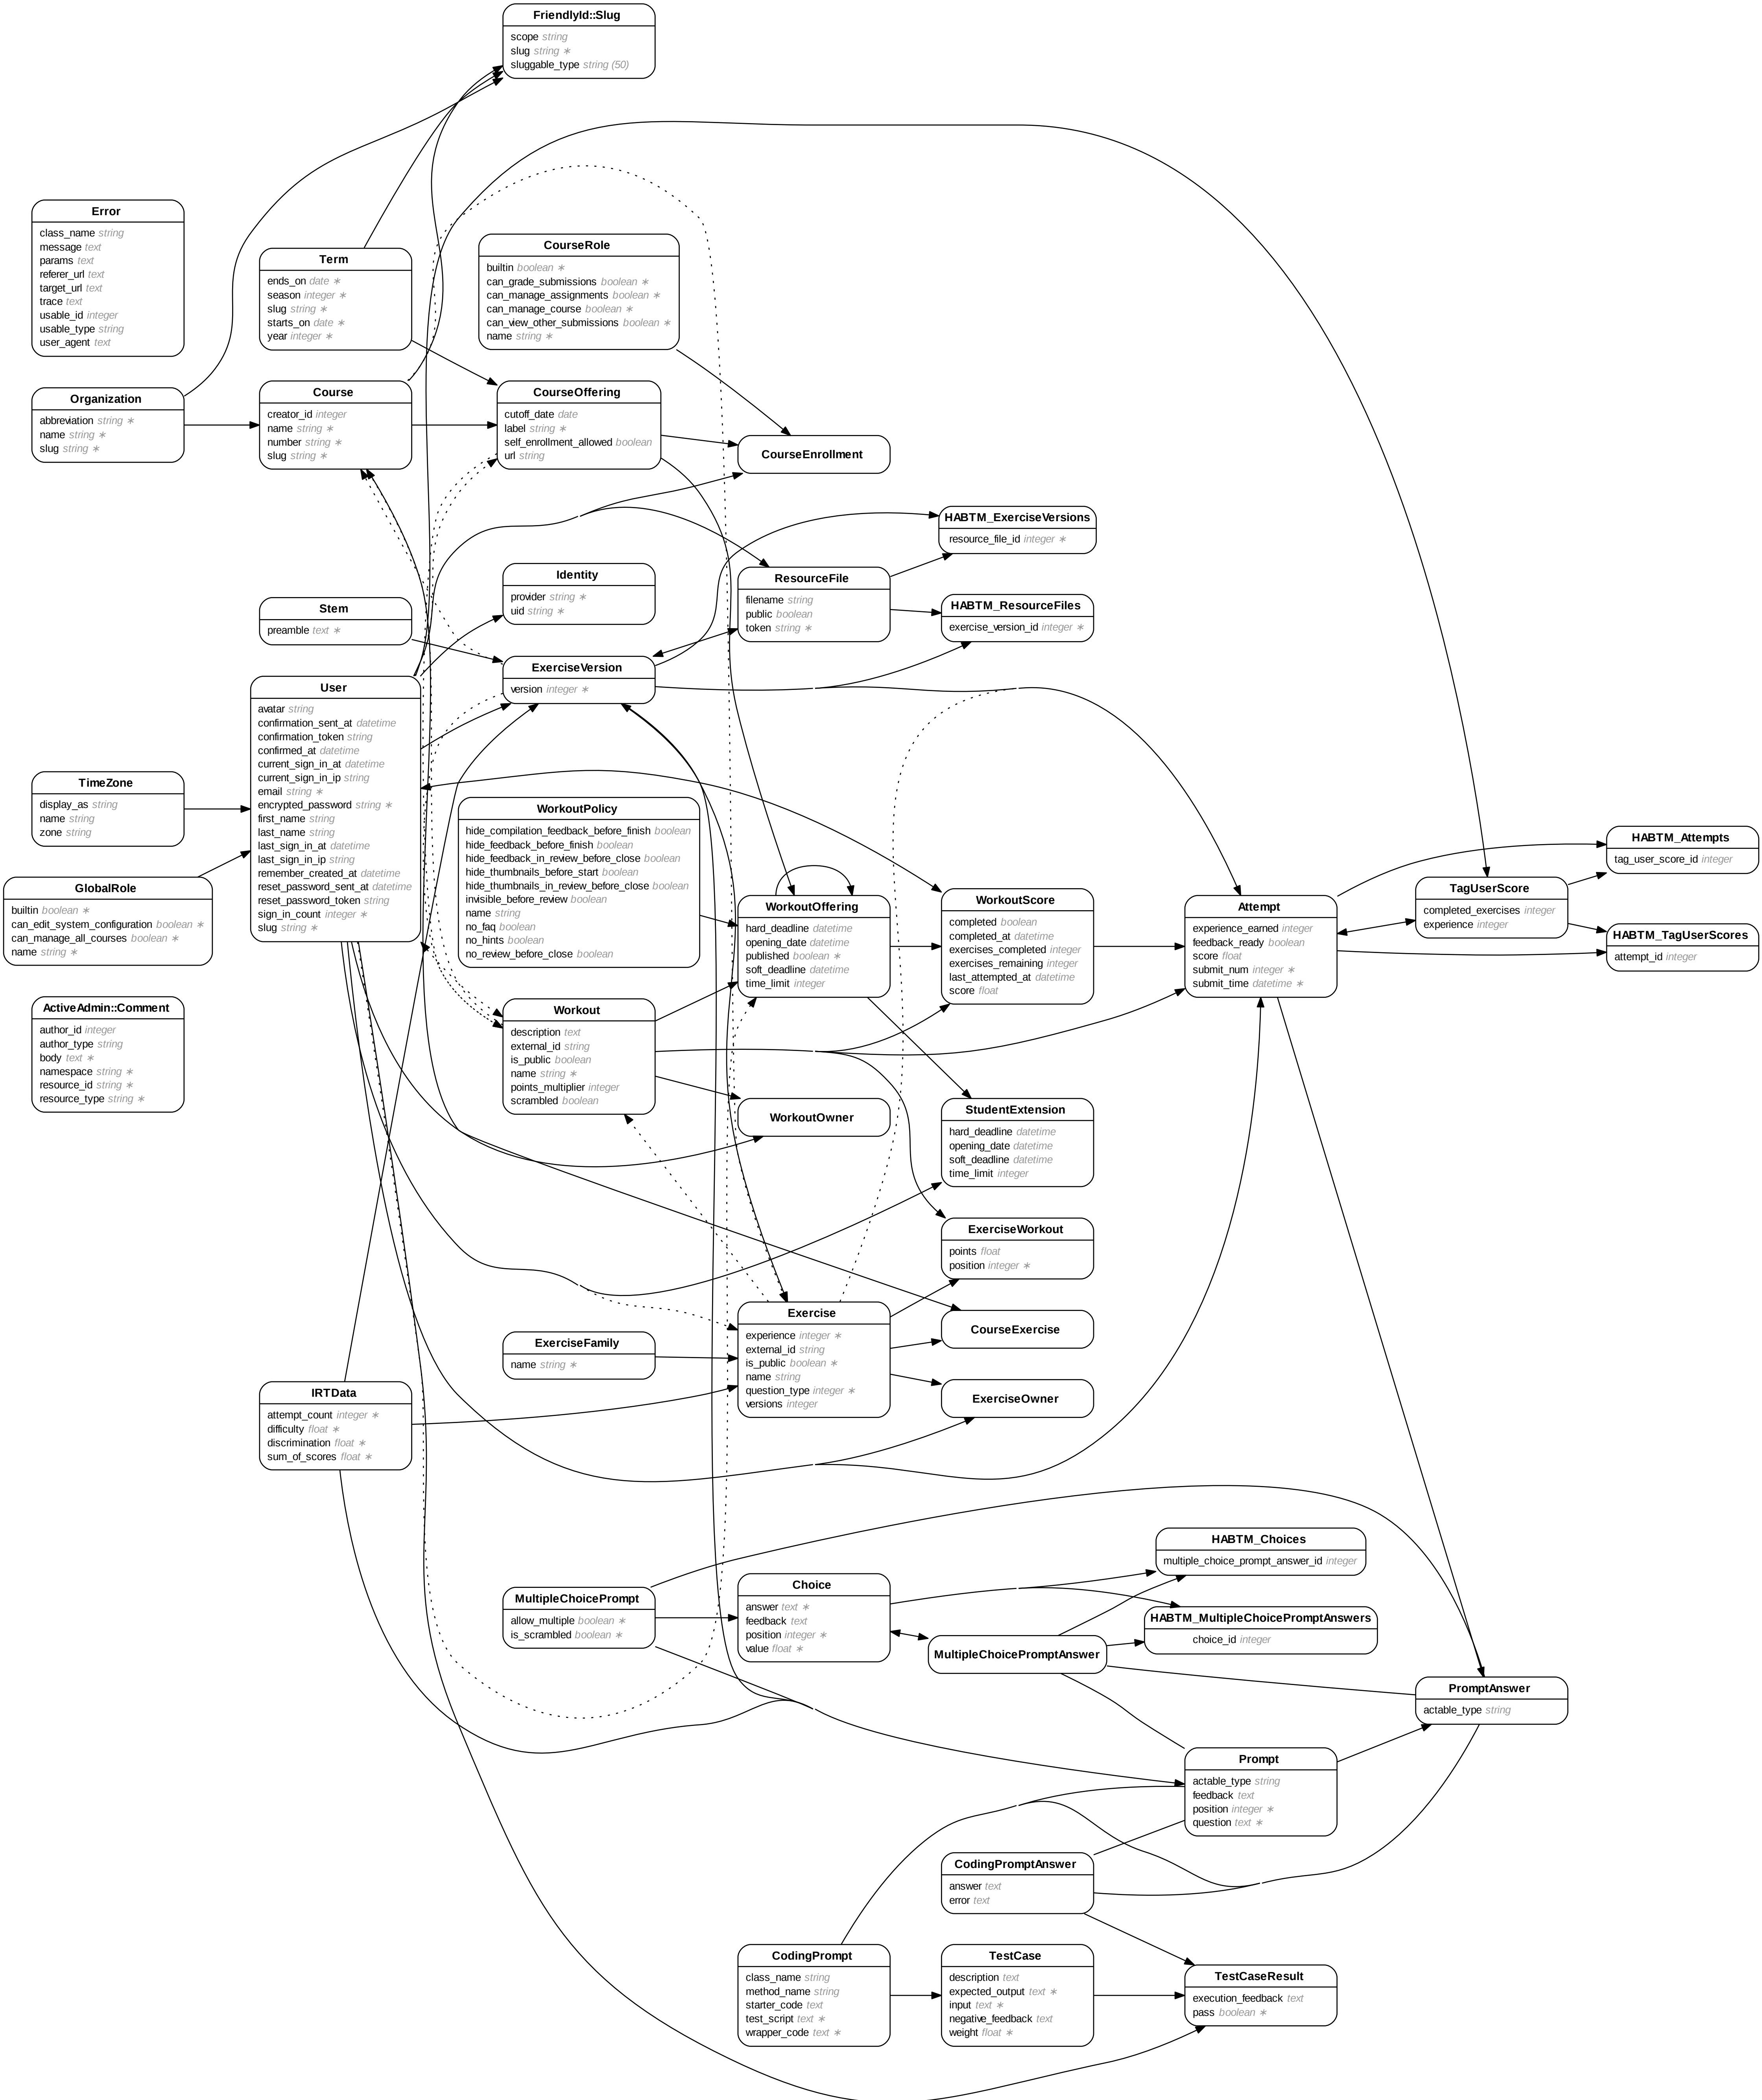 FriendlyId::Slug
scope string
slug string ∗
sluggable_type string (50)
Error
class_name string
message text
params text
referer_url text
target_url text
trace text
usable_id integer
usable_type string
user_agent text
Term
ends_on date ∗
season integer ∗
slug string ∗
starts_on date ∗
year integer ∗
CourseRole
builtin boolean ∗
can_grade_submissions boolean ∗
can_manage_assignments boolean ∗
can_manage_course boolean ∗
can_view_other_submissions boolean ∗
name string ∗
Organization
abbreviation string ∗
name string ∗
slug string ∗
Course
creator_id integer
name string ∗
number string ∗
slug string ∗
CourseOffering
cutoff_date date
label string ∗
self_enrollment_allowed boolean
url string
CourseEnrollment
HABTM_ExerciseVersions
resource_file_id integer ∗
Identity
provider string ∗
uid string ∗
ResourceFile
filename string
public boolean
token string ∗
HABTM_ResourceFiles
exercise_version_id integer ∗
Stem
preamble text ∗
ExerciseVersion
version integer ∗
User
avatar string
confirmation_sent_at datetime
confirmation_token string
confirmed_at datetime
current_sign_in_at datetime
current_sign_in_ip string
email string ∗
encrypted_password string ∗
first_name string
last_name string
last_sign_in_at datetime
last_sign_in_ip string
remember_created_at datetime
reset_password_sent_at datetime
reset_password_token string
sign_in_count integer ∗
slug string ∗
TimeZone
display_as string
name string
zone string
GlobalRole
builtin boolean ∗
can_edit_system_configuration boolean ∗
can_manage_all_courses boolean ∗
name string ∗
WorkoutPolicy
hide_compilation_feedback_before_finish boolean
hide_feedback_before_finish boolean
hide_feedback_in_review_before_close boolean
hide_thumbnails_before_start boolean
hide_thumbnails_in_review_before_close boolean
invisible_before_review boolean
name string
no_faq boolean
no_hints boolean
no_review_before_close boolean
WorkoutOffering
hard_deadline datetime
opening_date datetime
published boolean ∗
soft_deadline datetime
time_limit integer
WorkoutScore
completed boolean
completed_at datetime
exercises_completed integer
exercises_remaining integer
last_attempted_at datetime
score float
Attempt
experience_earned integer
feedback_ready boolean
score float
submit_num integer ∗
submit_time datetime ∗
TagUserScore
completed_exercises integer
experience integer
HABTM_Attempts
tag_user_score_id integer
HABTM_TagUserScores
attempt_id integer
ActiveAdmin::Comment
author_id integer
author_type string
body text ∗
namespace string ∗
resource_id string ∗
resource_type string ∗
Workout
description text
external_id string
is_public boolean
name string ∗
points_multiplier integer
scrambled boolean
WorkoutOwner
StudentExtension
hard_deadline datetime
opening_date datetime
soft_deadline datetime
time_limit integer
ExerciseWorkout
points float
position integer ∗
Exercise
experience integer ∗
external_id string
is_public boolean ∗
name string
question_type integer ∗
versions integer
CourseExercise
ExerciseFamily
name string ∗
ExerciseOwner
IRTData
attempt_count integer ∗
difficulty float ∗
discrimination float ∗
sum_of_scores float ∗
HABTM_Choices
multiple_choice_prompt_answer_id integer
MultipleChoicePrompt
allow_multiple boolean ∗
is_scrambled boolean ∗
Choice
answer text ∗
feedback text
position integer ∗
value float ∗
HABTM_MultipleChoicePromptAnswers
choice_id integer
MultipleChoicePromptAnswer
PromptAnswer
actable_type string
Prompt
actable_type string
feedback text
position integer ∗
question text ∗
CodingPromptAnswer
answer text
error text
CodingPrompt
class_name string
method_name string
starter_code text
test_script text ∗
wrapper_code text ∗
TestCase
description text
expected_output text ∗
input text ∗
negative_feedback text
weight float ∗
TestCaseResult
execution_feedback text
pass boolean ∗